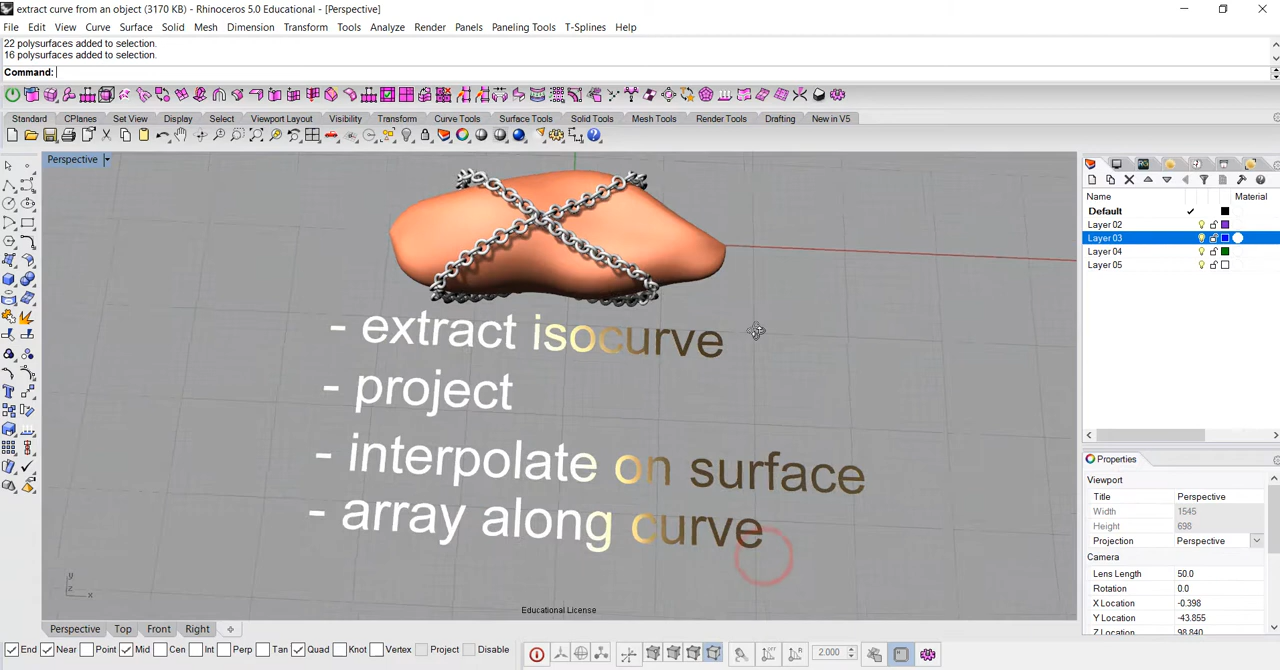 extract curve from an object (3170 KB) - Rhinoceros 5.0 Educational - [Perspective]
File Edit View Curve Surface Solid Mesh Dimension Transform Tools Analyze Render Panels Paneling Tools T-Splines Help
22 polysurfaces added to selection.
16 polysurfaces added to selection.
Command:
Standard CPlanes Set View Display Select Viewport Layout Visibility Transform Curve Tools Surface Tools Solid Tools Mesh Tools Render Tools Drafting New in V5
Perspective
Name Material
Default
Layer 02
Layer 03
Layer 04
Layer 05
- extract isocurve
- project
- interpolate on surface
- array along curve
Properties
Viewport
Title Perspective
Width 1545
Height 698
Projection Perspective
Camera
Lens Length 50.0
Rotation 0.0
X Location -0.398
Y Location -43.855
Z Location 98.840
y
z x
Educational License
Perspective Top Front Right
End Near Point Mid Cen Int Perp Tan Quad Knot Vertex Project Disable
2.000